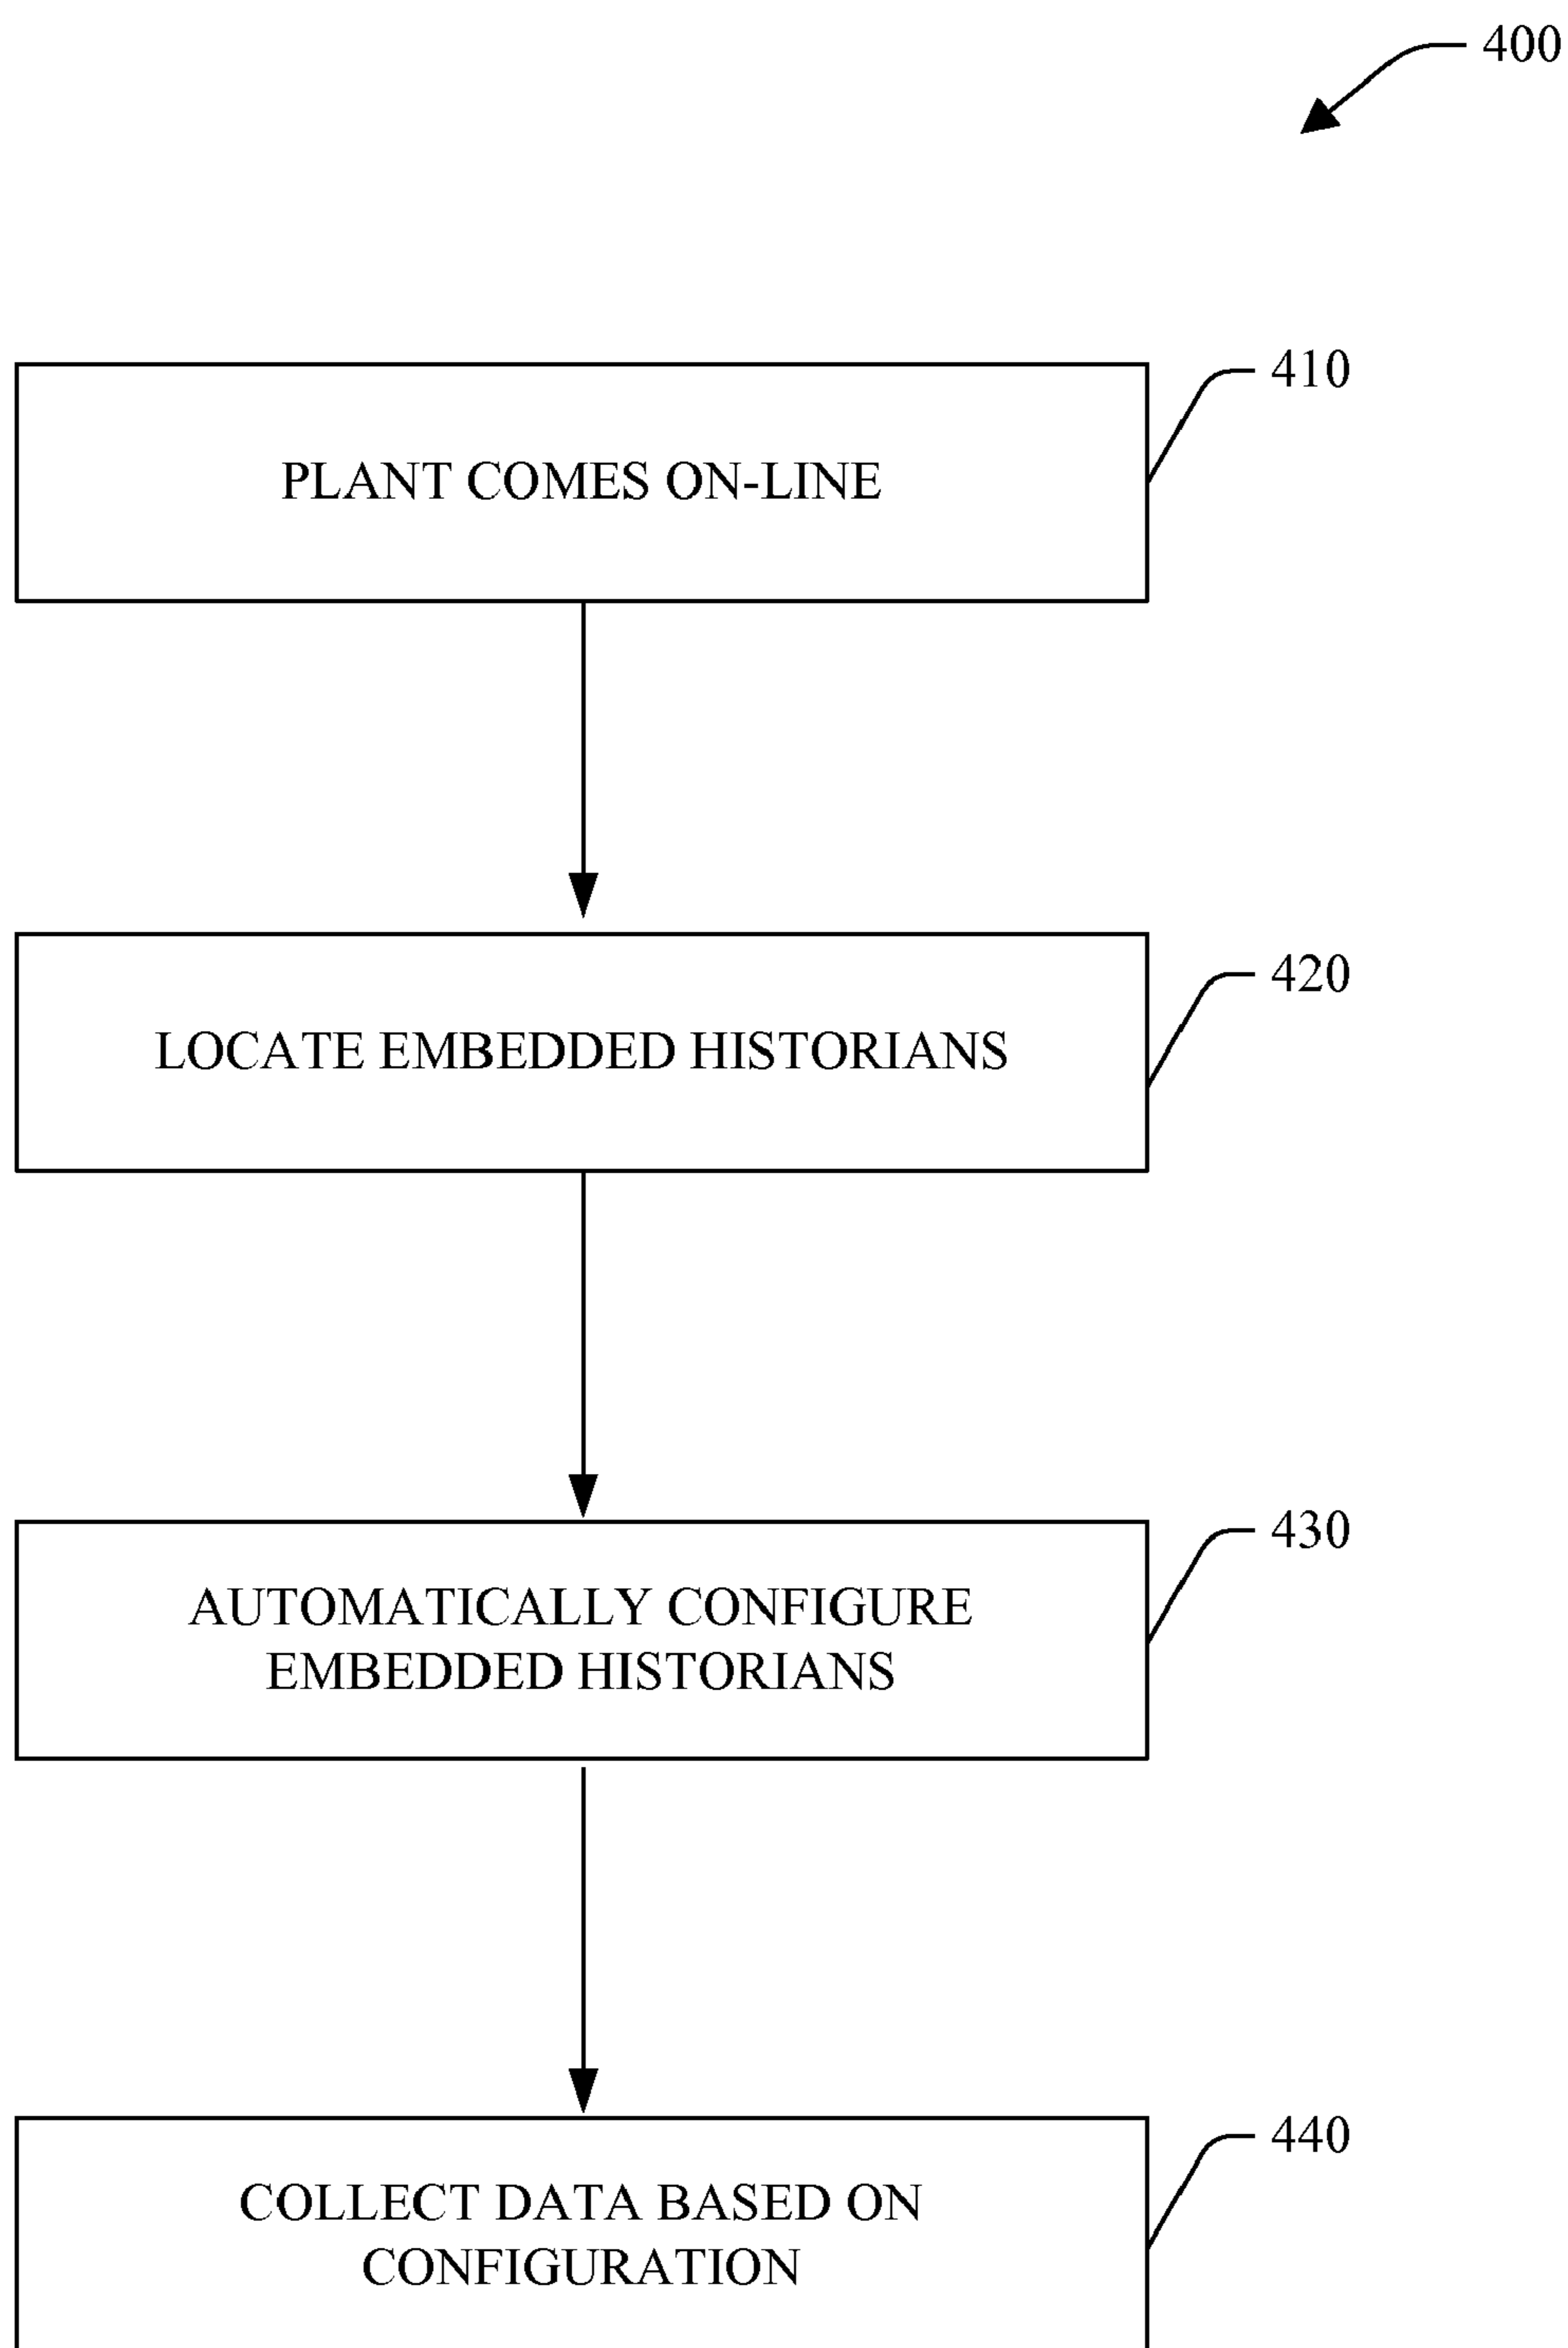 400
410
PLANT COMES ON-LINE
420
LOCATE EMBEDDED HISTORIANS
430
AUTOMATICALLY CONFIGURE
EMBEDDED HISTORIANS
440
COLLECT DATA BASED ON
CONFIGURATION